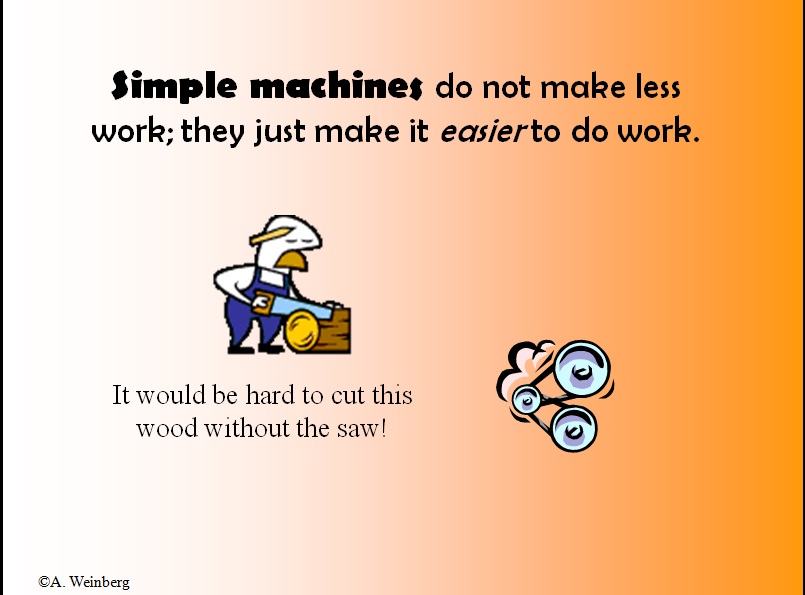 Simple machines do not make less
work; they just make it easier to do work.
It would be hard to cut this
wood without the saw!
©A. Weinberg